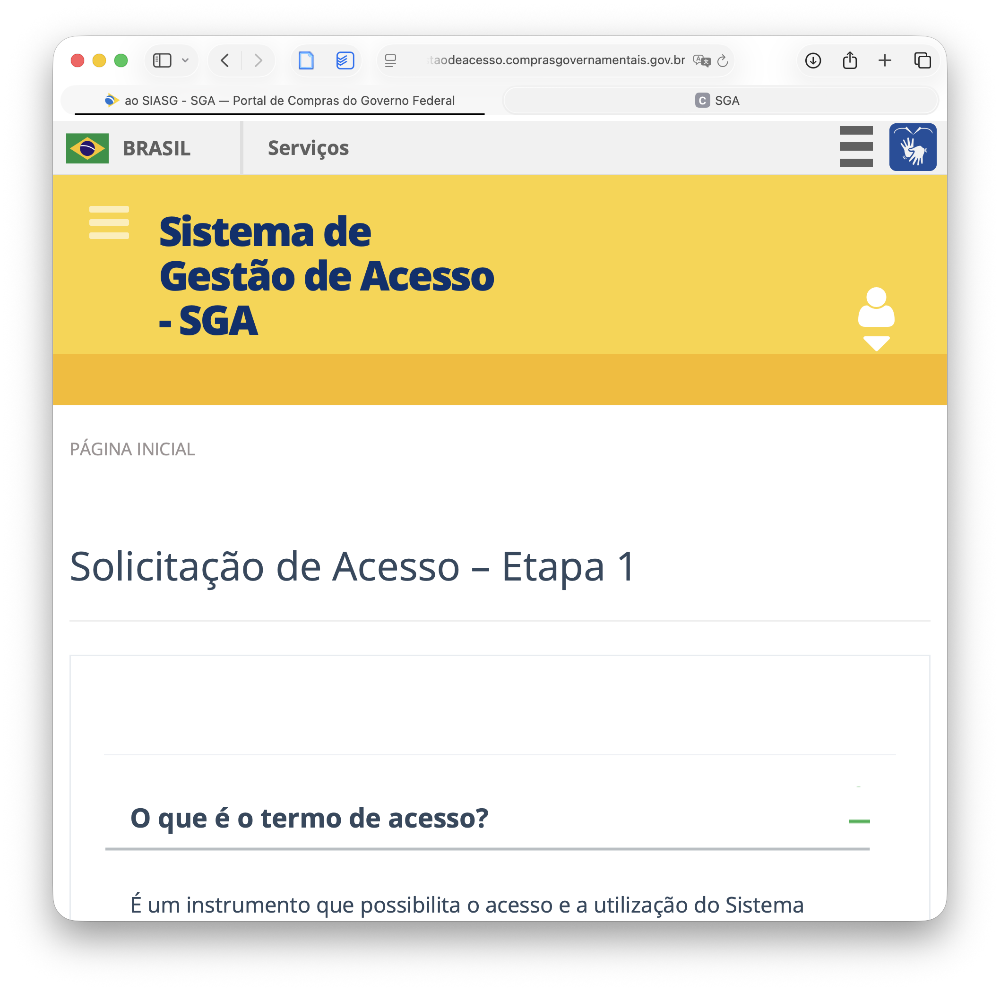 taodeacesso.comprasgovernamentais.gov.br
ao SIASG - SGA — Portal de Compras do Governo Federal
C SGA
BRASIL
Serviços
Sistema de
Gestão de Acesso
- SGA
PÁGINA INICIAL
Solicitação de Acesso – Etapa 1
O que é o termo de acesso?
É um instrumento que possibilita o acesso e a utilização do Sistema